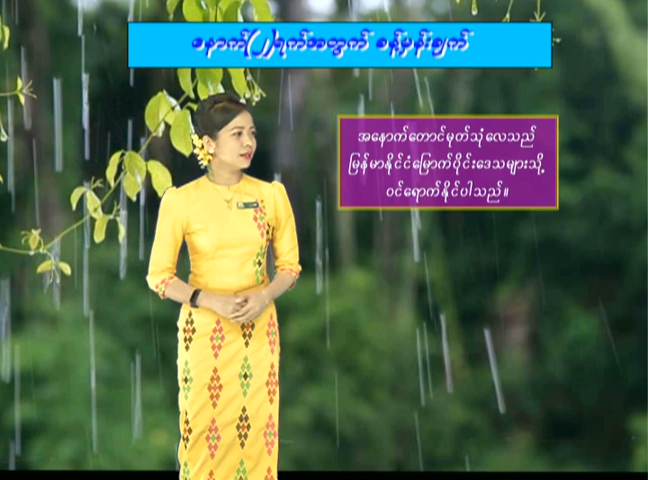 နောက်(၂)ရက်အတွက် ခန့်မှန်းချက်
အနောက်တောင်မုတ်သုံလေသည်
မြန်မာနိုင်ငံမြောက်ပိုင်းဒေသများသို့
ဝင်ရောက်နိုင်ပါသည်။